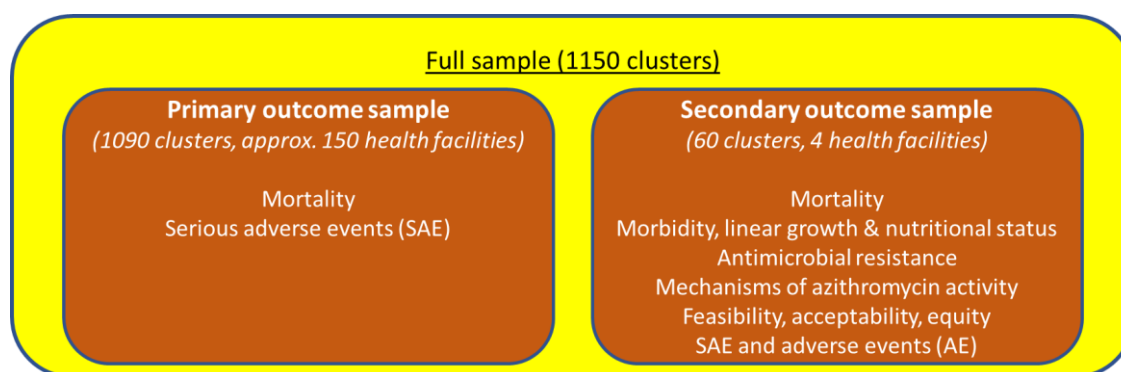 Full sample (1150 clusters)
Primary outcome sample
(1090 clusters, approx. 150 health facilities)
Mortality
Serious adverse events (SAE)
Secondary outcome sample
(60 clusters, 4 health facilities)
Mortality
Morbidity, linear growth & nutritional status
Antimicrobial resistance
Mechanisms of azithromycin activity
Feasibility, acceptability, equity
SAE and adverse events (AE)